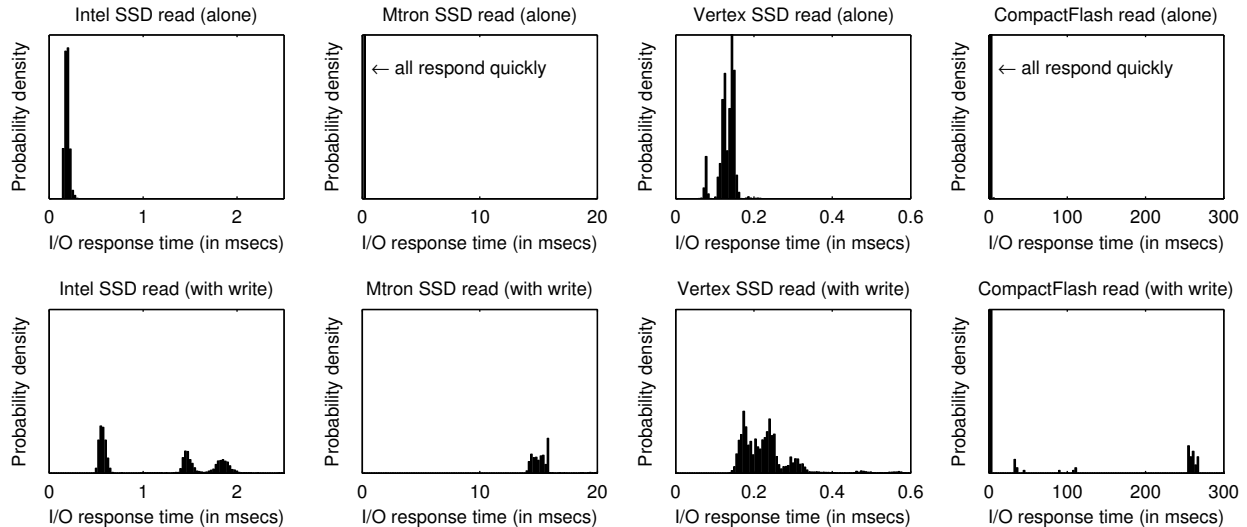 Intel SSD read (alone)
Probability density
0 1 2
I/O response time (in msecs)
Mtron SSD read (alone)
Probability density
← all respond quickly
0 10 20
I/O response time (in msecs)
Vertex SSD read (alone)
Probability density
0 0.2 0.4 0.6
I/O response time (in msecs)
CompactFlash read (alone)
Probability density
← all respond quickly
0 100 200 300
I/O response time (in msecs)
Intel SSD read (with write)
Probability density
0 1 2
I/O response time (in msecs)
Mtron SSD read (with write)
Probability density
0 10 20
I/O response time (in msecs)
Vertex SSD read (with write)
Probability density
0 0.2 0.4 0.6
I/O response time (in msecs)
CompactFlash read (with write)
Probability density
0 100 200 300
I/O response time (in msecs)